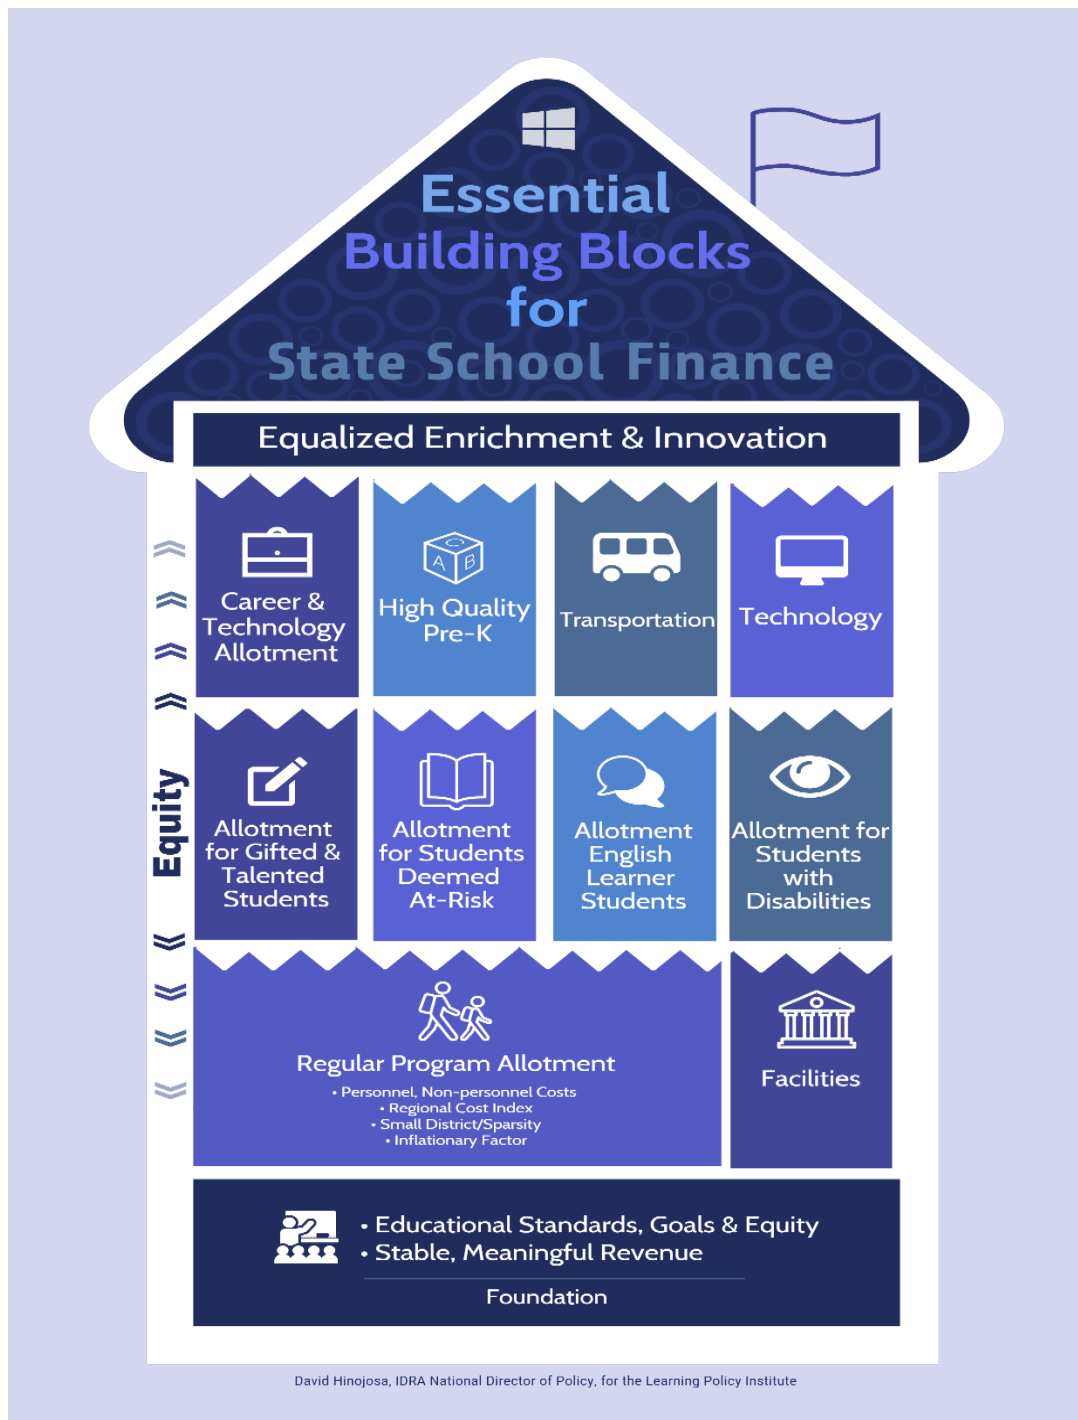 Essential
Building Blocks
for
State School Finance
Equalized Enrichment & Innovation
Career &
Technology
Allotment
High Quality
Pre-K
Transportation
Technology
Equity
Allotment
for Gifted &
Talented
Students
Allotment
for Students
Deemed
At-Risk
Allotment
English
Learner
Students
Allotment for
Students
with
Disabilities
Regular Program Allotment
• Personnel, Non-personnel Costs
• Regional Cost Index
• Small District/Sparsity
• Inflationary Factor
Facilities
• Educational Standards, Goals & Equity
• Stable, Meaningful Revenue
Foundation
David Hinojosa, IDRA National Director of Policy, for the Learning Policy Institute
A
B
C